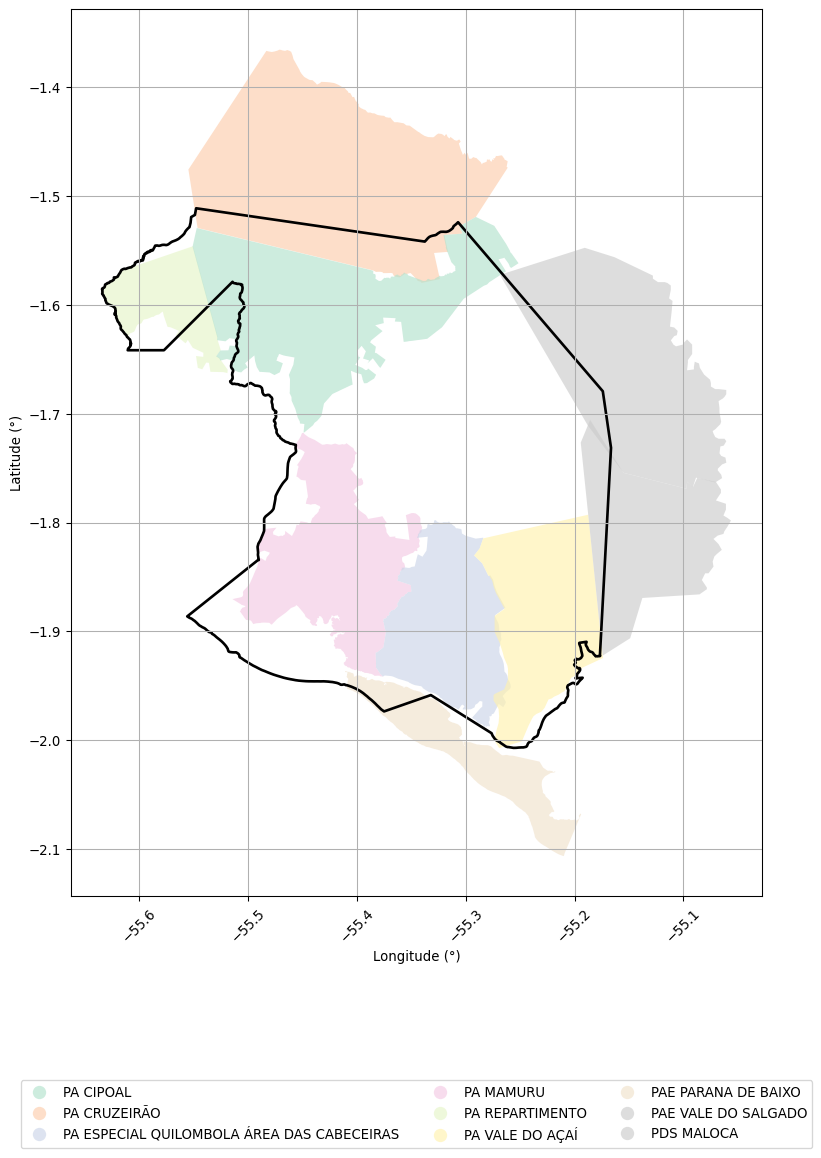 −1.4
−1.5
−1.6
−1.7
−1.8
−1.9
−2.0
−2.1
Latitude (°)
−55.6
−55.5
−55.4
−55.3
−55.2
−55.1
Longitude (°)
PA CIPOAL
PA CRUZEIRÃO
PA ESPECIAL QUILOMBOLA ÁREA DAS CABECEIRAS
PA MAMURU
PA REPARTIMENTO
PA VALE DO AÇAÍ
PAE PARANA DE BAIXO
PAE VALE DO SALGADO
PDS MALOCA